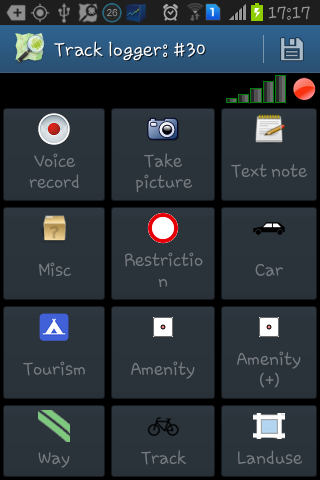 26 1 17:17
Track logger: #30
Voice
record
Take
picture
Text note
Misc
Restrictio
n
Car
Tourism
Amenity
Amenity
(+)
Way
Track
Landuse